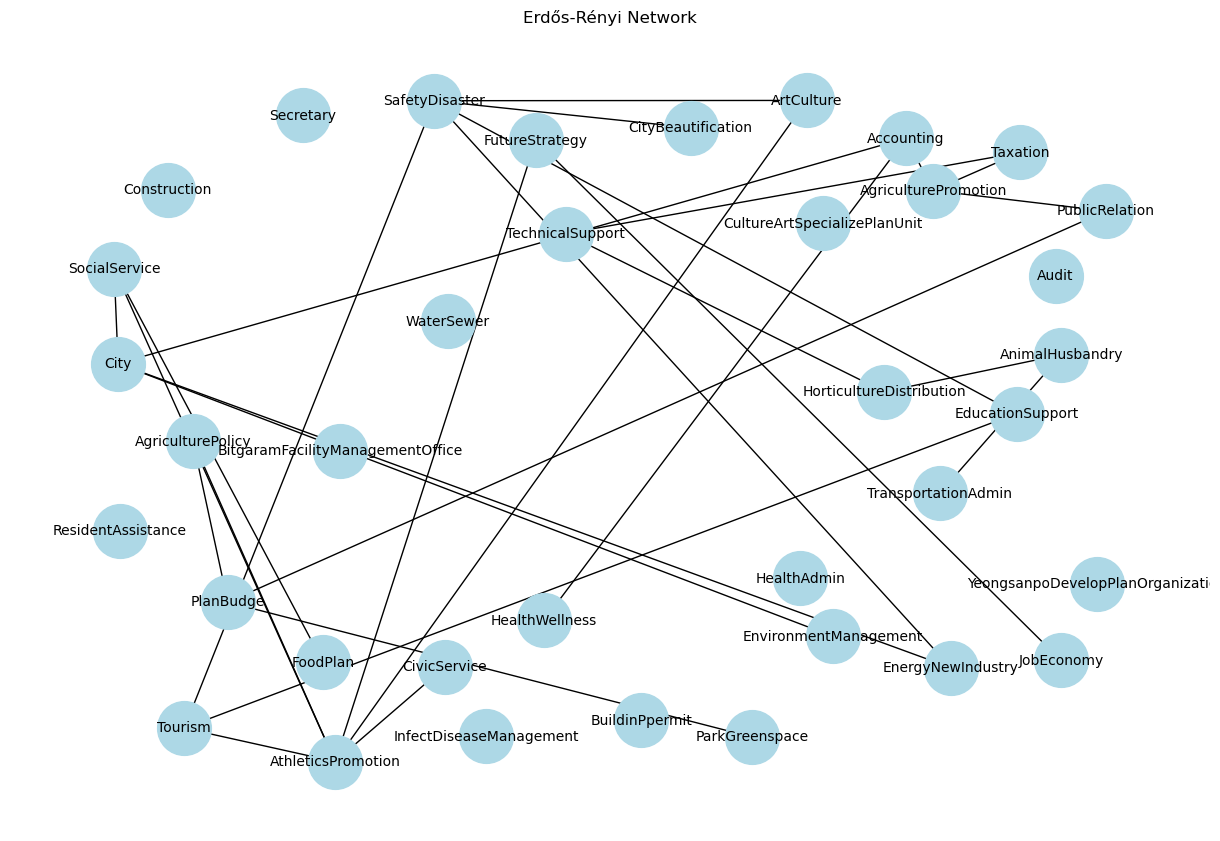 Erdős-Rényi Network
SafetyDisaster
ArtCulture
Secretary
CityBeautification
FutureStrategy
Accounting
Taxation
Construction
AgriculturePromotion
PublicRelation
CultureArtSpecializePlanUnit
TechnicalSupport
SocialService
Audit
WaterSewer
AnimalHusbandry
City
HorticultureDistribution
EducationSupport
AgriculturePolicy
BitgaramFacilityManagementOffice
TransportationAdmin
ResidentAssistance
HealthAdmin
YeongsanpoDevelopPlanOrganizati
PlanBudge
HealthWellness
EnvironmentManagement
FoodPlan
CivicService
EnergyNewIndustry
JobEconomy
BuildinPpermit
Tourism
InfectDiseaseManagement
ParkGreenspace
AthleticsPromotion